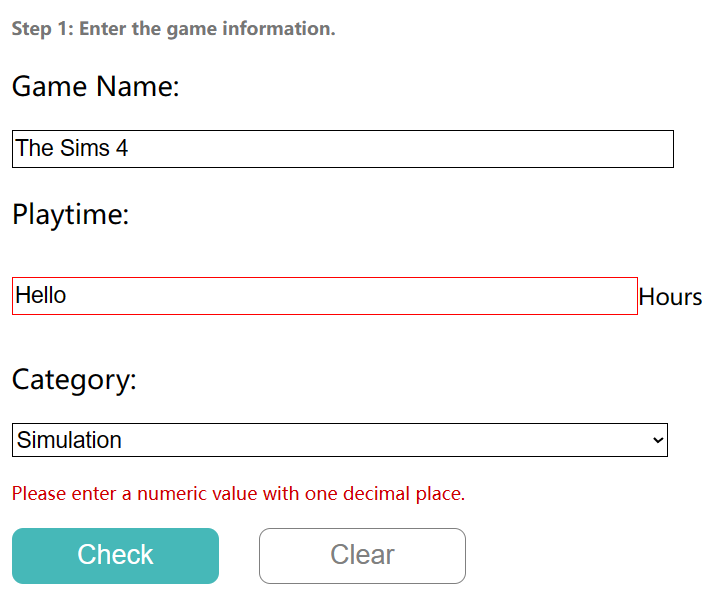 Step 1: Enter the game information.
Game Name:
The Sims 4
Playtime:
Hello
Hours
Category:
Simulation
Please enter a numeric value with one decimal place.
Check
Clear